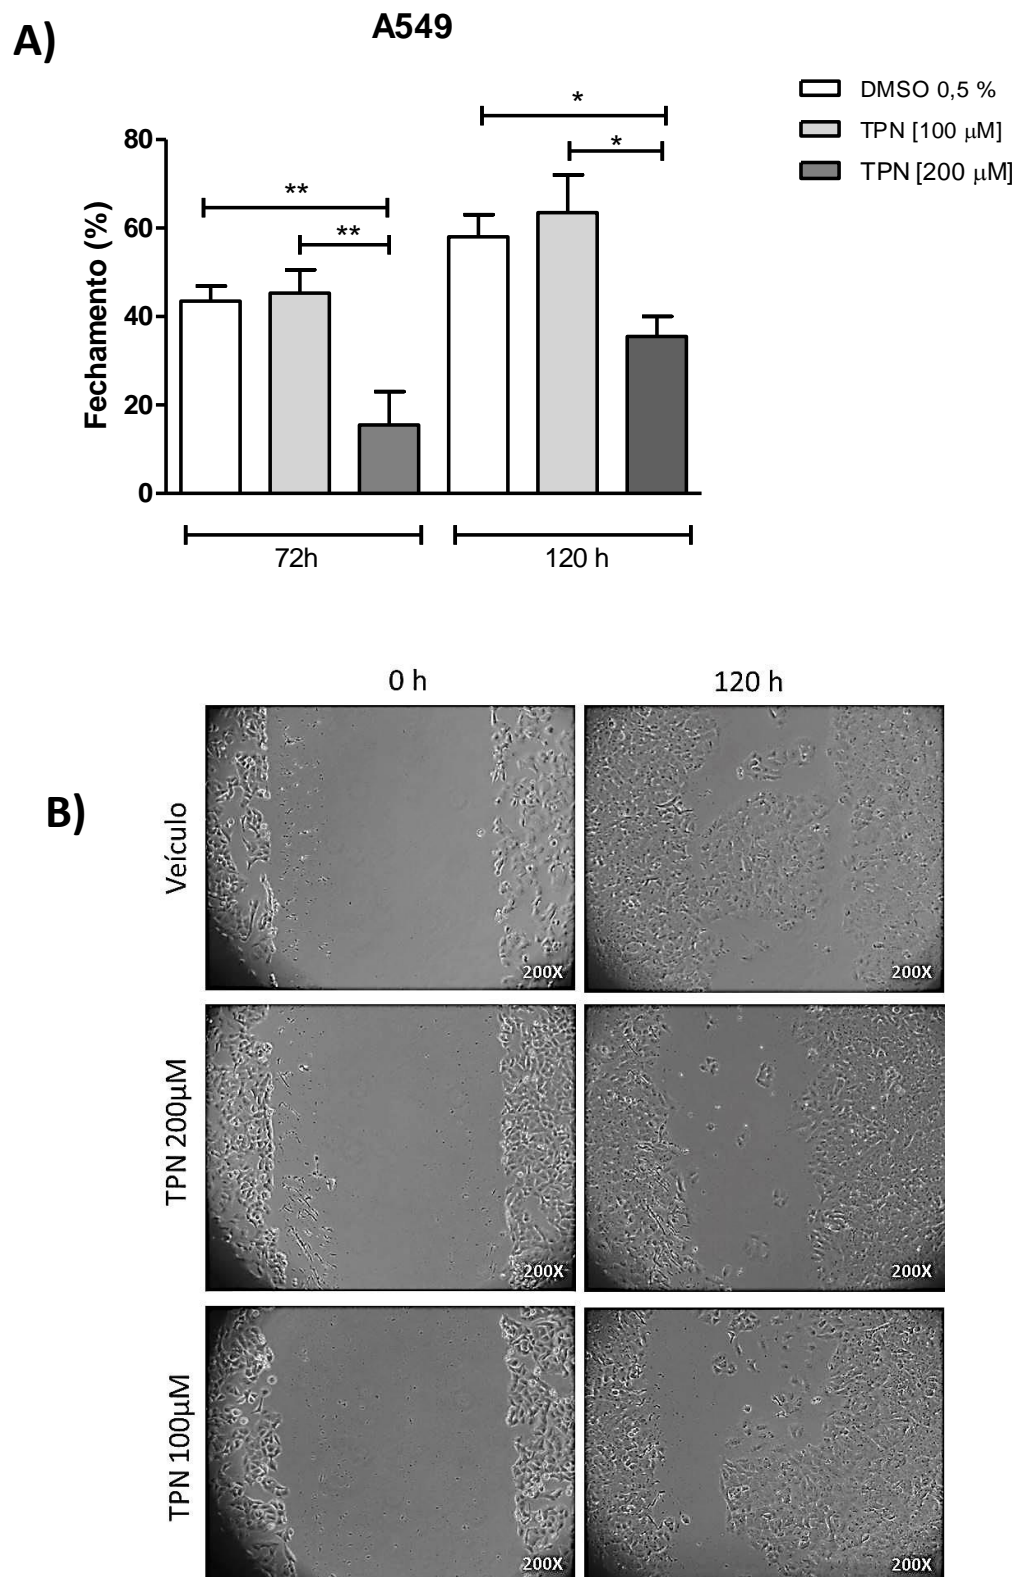 A)
A549
DMSO 0,5 %
TPN [100 μM]
TPN [200 μM]
Fechamento (%)
80
60
40
20
0
**
**
*
*
72h
120 h
B)
0 h
120 h
Veículo
200X
200X
TPN 200μM
200X
200X
TPN 100μM
200X
200X